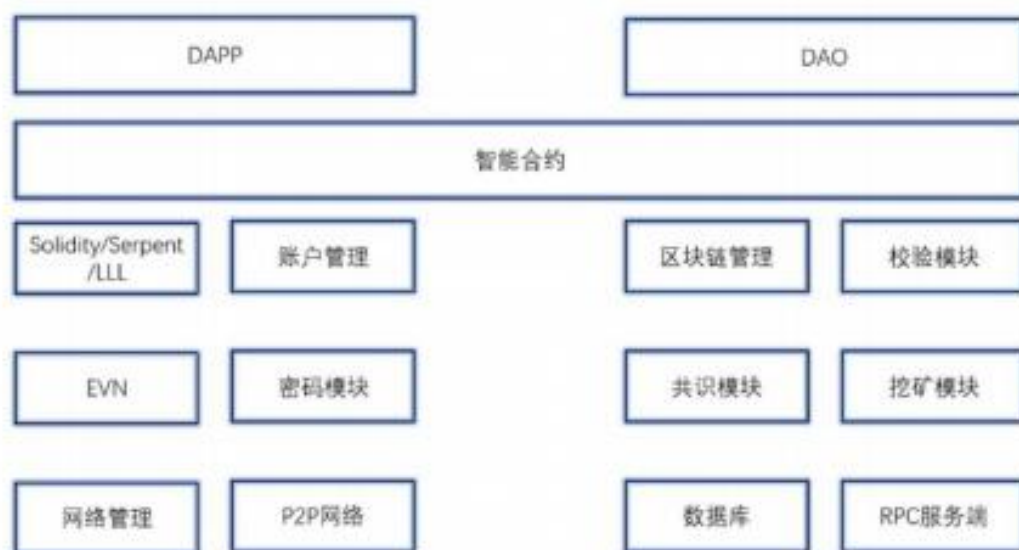 DAPP
DAO
智能合约
Solidity/Serpent
/LLL
账户管理
区块链管理
校验模块
EVN
密码模块
共识模块
挖矿模块
网络管理
P2P网络
数据库
RPC服务端